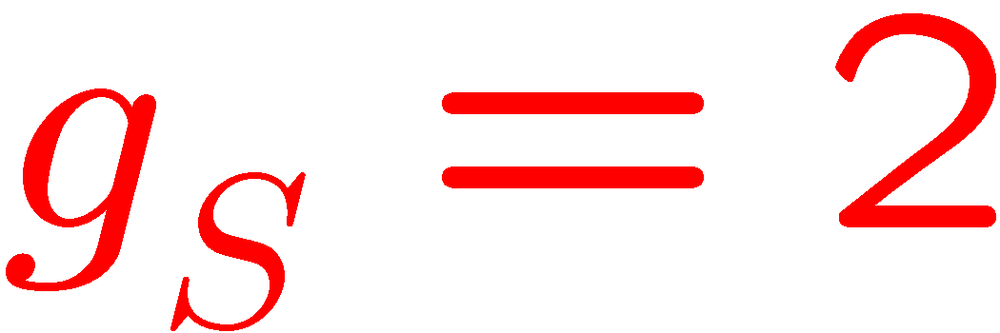 g_S = 2